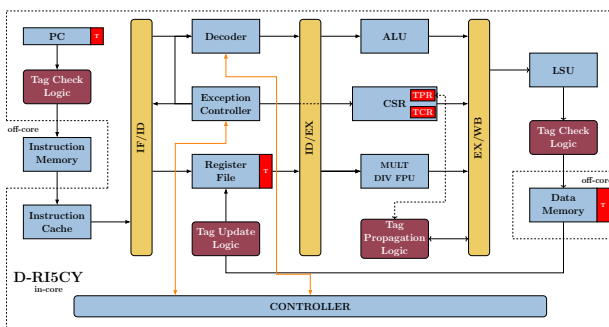 PC
T
Tag Check
Logic
off-core
Instruction
Memory
Instruction
Cache
D-RI5CY
in-core
IF/ID
Decoder
Exception
Controller
Register
File
T
Tag Update
Logic
ID/EX
ALU
CSR
TPR
TCR
MULT
DIV FPU
Tag
Propagation
Logic
EX/WB
LSU
Tag Check
Logic
off-core
Data
Memory
T
CONTROLLER